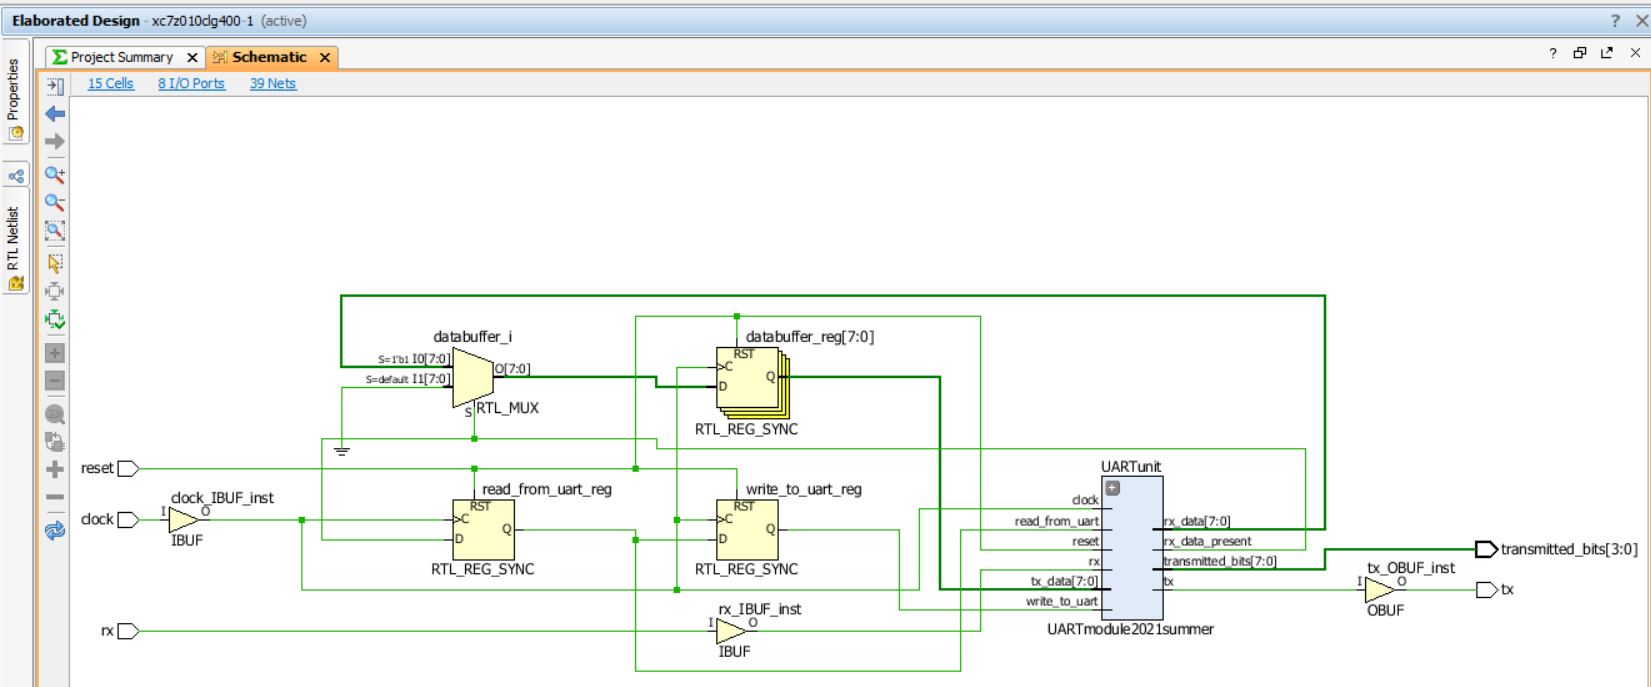 Elaborated Design - xc7z010clg400-1 (active)
? ×
Properties
RTL Netlist
Σ Project Summary × Schematic ×
?
15 Cells 8 I/O Ports 39 Nets
databuffer_i
S=1'b1 I0[7:0]
S=default I1[7:0]
O[7:0]
S
RTL_MUX
databuffer_reg[7:0]
RST
C
D
Q
RTL_REG_SYNC
reset
clock
clock_IBUF_inst
I O
IBUF
read_from_uart_reg
RST
C
D
Q
RTL_REG_SYNC
write_to_uart_reg
RST
C
D
Q
RTL_REG_SYNC
rx
rx_IBUF_inst
I O
IBUF
UARTunit
clock
read_from_uart
reset
rx
tx_data[7:0]
write_to_uart
rx_data[7:0]
rx_data_present
transmitted_bits[7:0]
tx
UARTmodule2021summer
transmitted_bits[3:0]
tx_OBUF_inst
I O
OBUF
tx